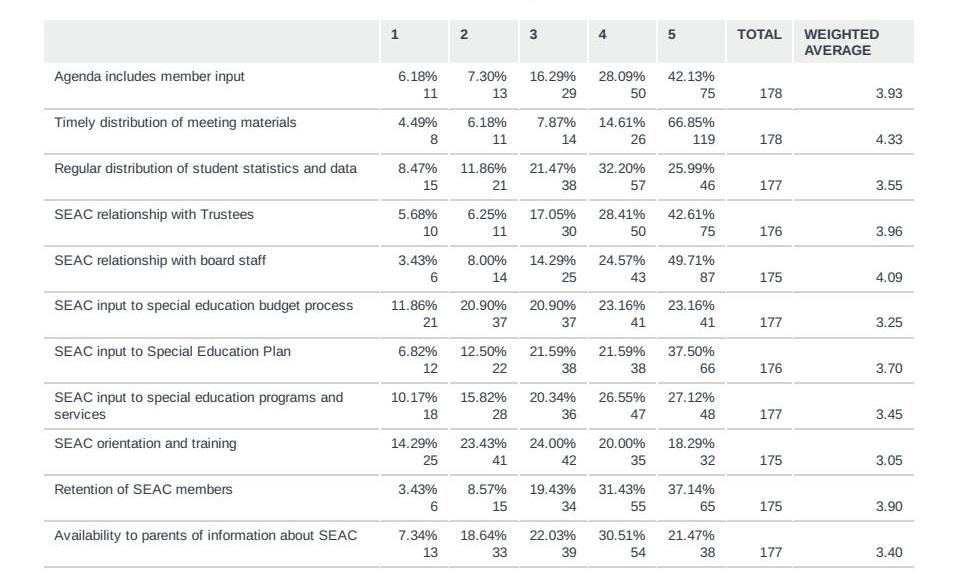 1 2 3 4 5 TOTAL WEIGHTED
AVERAGE
Agenda includes member input 6.18% 7.30% 16.29% 28.09% 42.13%
11 13 29 50 75 178 3.93
Timely distribution of meeting materials 4.49% 6.18% 7.87% 14.61% 66.85%
8 11 14 26 119 178 4.33
Regular distribution of student statistics and data 8.47% 11.86% 21.47% 32.20% 25.99%
15 21 38 57 46 177 3.55
SEAC relationship with Trustees 5.68% 6.25% 17.05% 28.41% 42.61%
10 11 30 50 75 176 3.96
SEAC relationship with board staff 3.43% 8.00% 14.29% 24.57% 49.71%
6 14 25 43 87 175 4.09
SEAC input to special education budget process 11.86% 20.90% 20.90% 23.16% 23.16%
21 37 37 41 41 177 3.25
SEAC input to Special Education Plan 6.82% 12.50% 21.59% 21.59% 37.50%
12 22 38 38 66 176 3.70
SEAC input to special education programs and 10.17% 15.82% 20.34% 26.55% 27.12%
services 18 28 36 47 48 177 3.45
SEAC orientation and training 14.29% 23.43% 24.00% 20.00% 18.29%
25 41 42 35 32 175 3.05
Retention of SEAC members 3.43% 8.57% 19.43% 31.43% 37.14%
6 15 34 55 65 175 3.90
Availability to parents of information about SEAC 7.34% 18.64% 22.03% 30.51% 21.47%
13 33 39 54 38 177 3.40